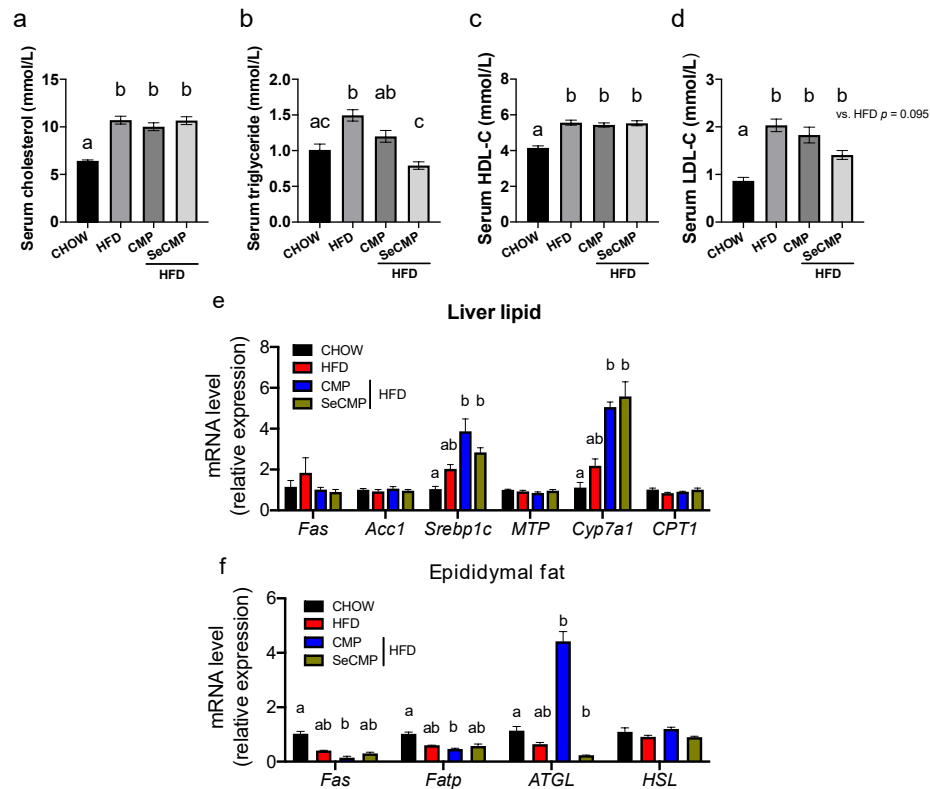 a
Serum cholesterol (mmol/L)
15
10
5
0
a
b
b
b
CHOW
HFD
CMP
SeCMP
HFD
b
Serum triglyceride (mmol/L)
2.0
1.5
1.0
0.5
0.0
ac
b
ab
c
CHOW
HFD
CMP
SeCMP
HFD
c
Serum HDL-C (mmol/L)
8
6
4
2
0
a
b
b
b
CHOW
HFD
CMP
SeCMP
HFD
d
Serum LDL-C (mmol/L)
3
2
1
0
a
b
b
b
vs. HFD p = 0.095
CHOW
HFD
CMP
SeCMP
HFD
e
Liver lipid
mRNA level
(relative expression)
8
6
4
2
0
CHOW
HFD
CMP
SeCMP
HFD
a
ab
b
b
a
ab
b
b
Fas
Acc1
Srebp1c
MTP
Cyp7a1
CPT1
f
Epididymal fat
mRNA level
(relative expression)
6
4
2
0
CHOW
HFD
CMP
SeCMP
HFD
a
ab
b
ab
a
ab
b
ab
a
ab
b
b
Fas
Fatp
ATGL
HSL